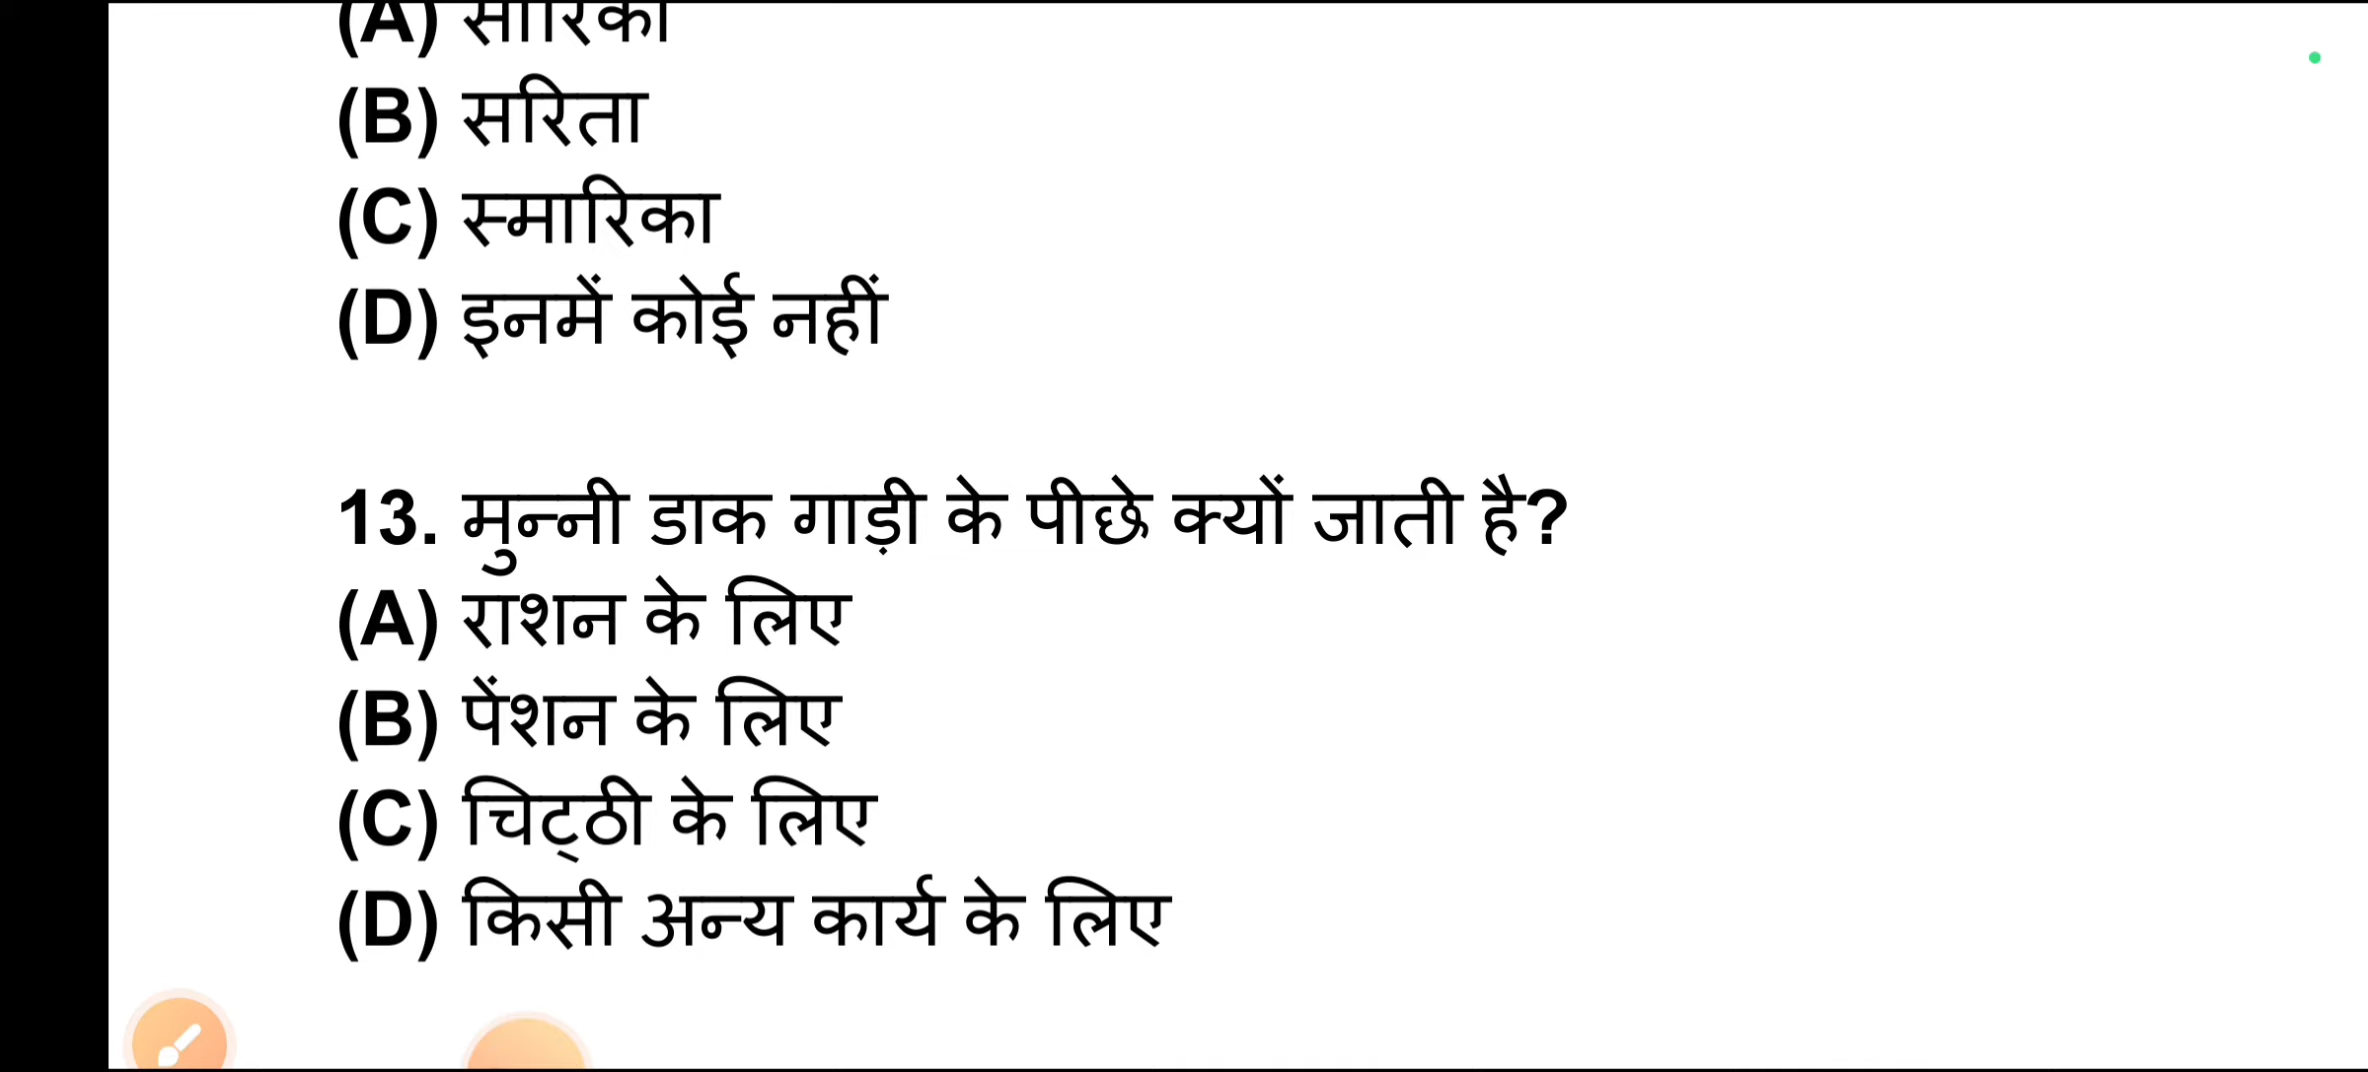 (A) सारिका
(B) सरिता
(C) स्मारिका
(D) इनमें कोई नहीं
13. मुन्नी डाक गाड़ी के पीछे क्यों जाती है?
(A) राशन के लिए
(B) पेंशन के लिए
(C) चिट्ठी के लिए
(D) किसी अन्य कार्य के लिए